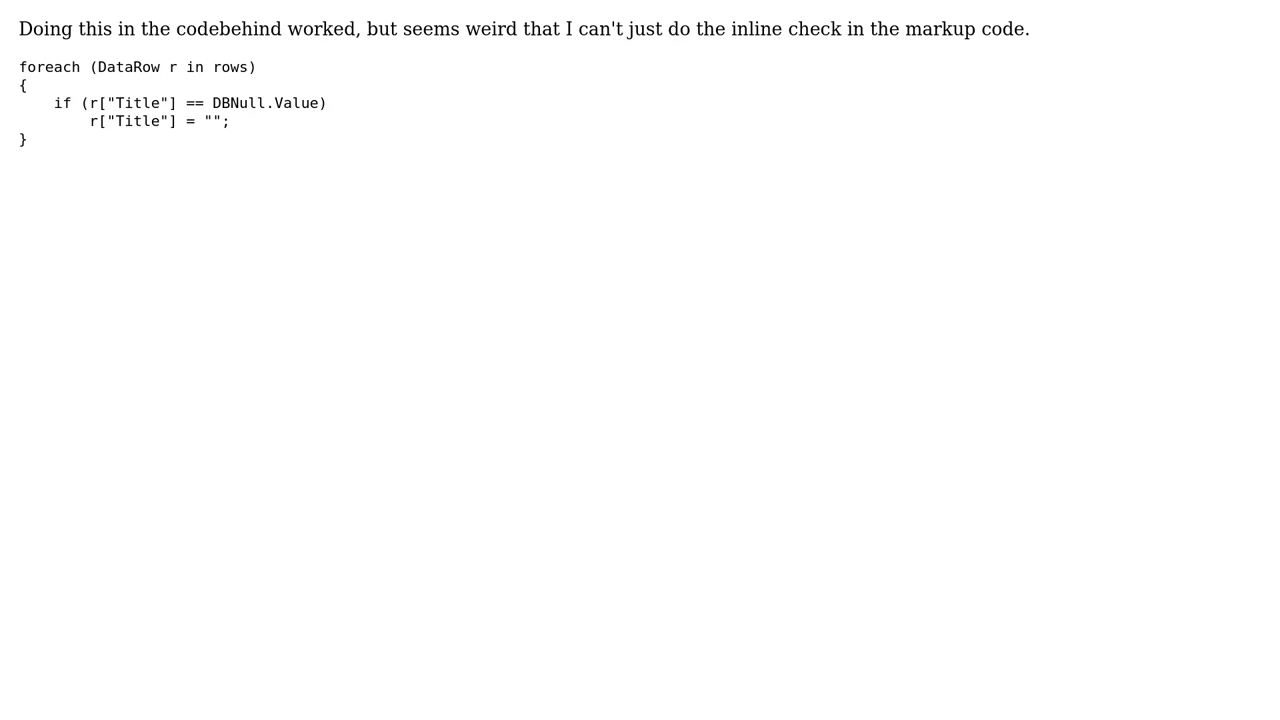 Doing this in the codebehind worked, but seems weird that I can't just do the inline check in the markup code.
foreach (DataRow r in rows)
{
    if (r["Title"] == DBNull.Value)
        r["Title"] = "";
}